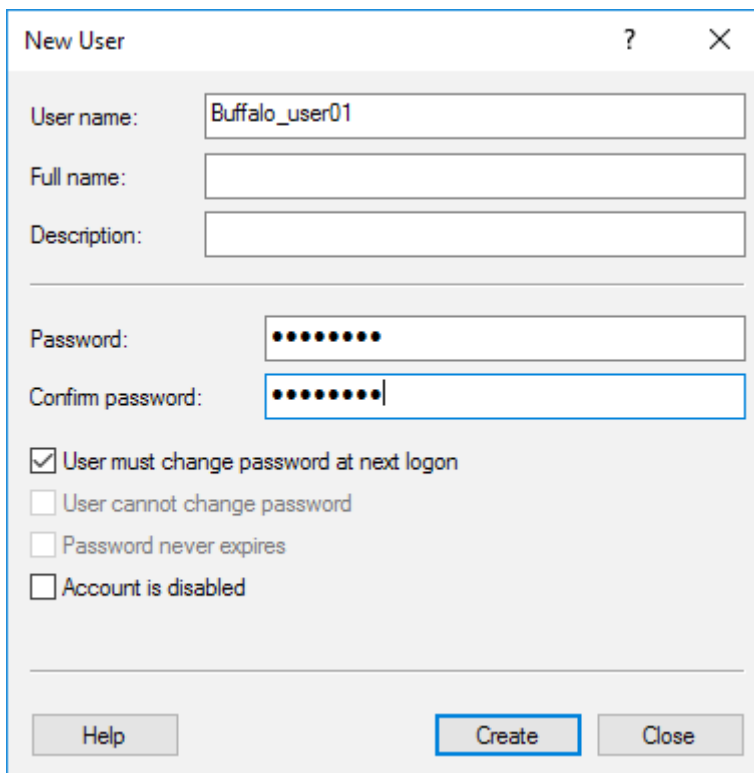 New User ?
User name: Buffalo_user01
Full name:
Description:
Password: ●●●●●●●●
Confirm password: ●●●●●●●●
User must change password at next logon
User cannot change password
Password never expires
Account is disabled
Help Create Close